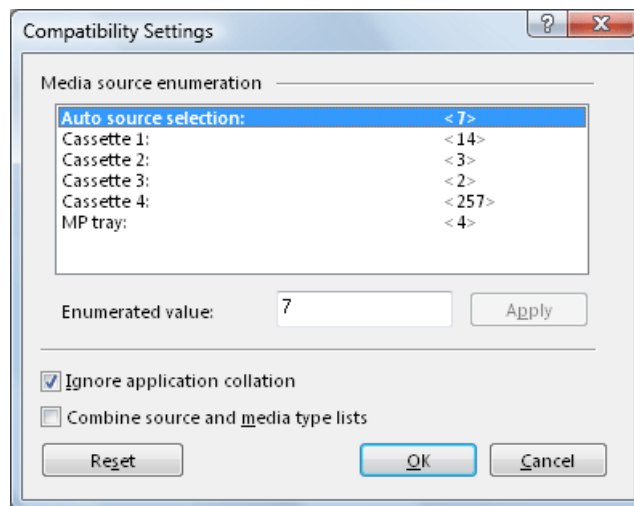 Compatibility Settings
Media source enumeration
Auto source selection: <7>
Cassette 1: <14>
Cassette 2: <3>
Cassette 3: <2>
Cassette 4: <257>
MP tray: <4>
Enumerated value: 7 Apply
Ignore application collation
Combine source and media type lists
Reset OK Cancel